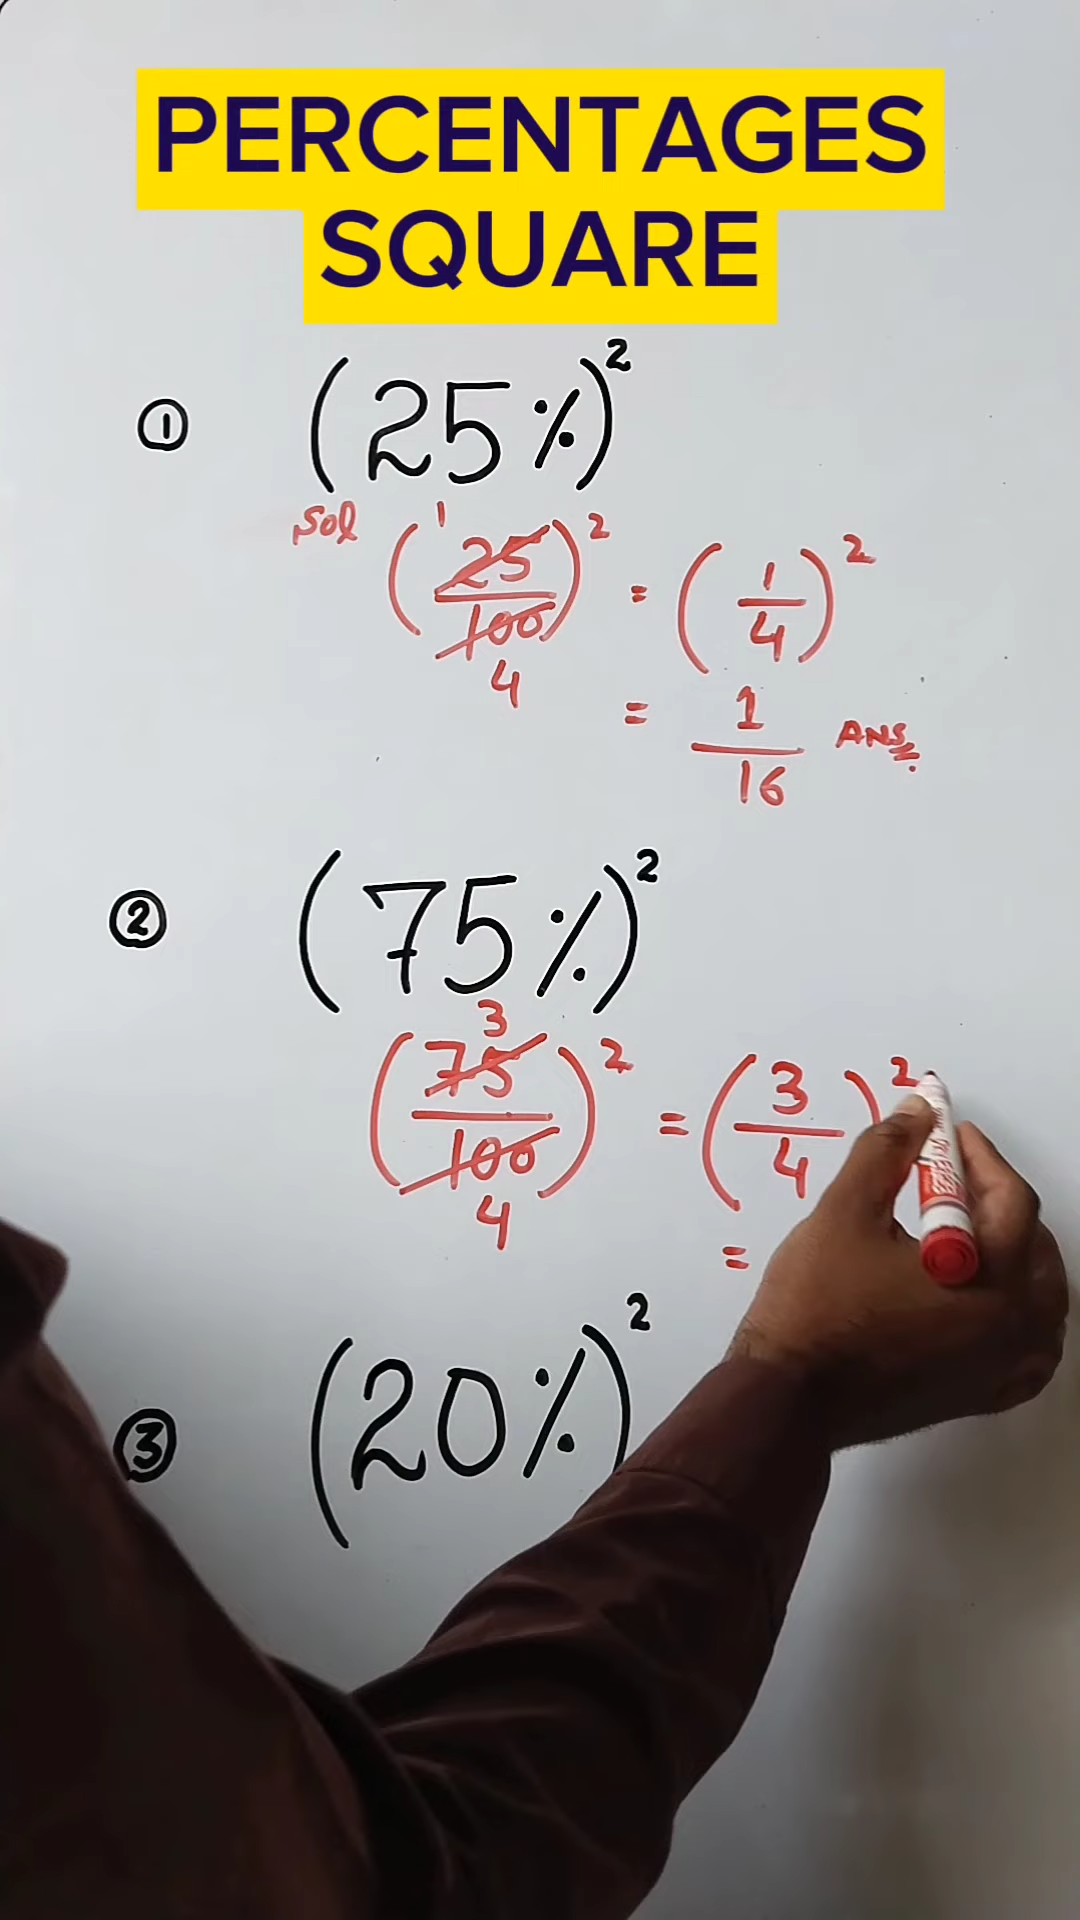 PERCENTAGES
SQUARE
① (25%)²
Sol (25/100)² = (1/4)²
1
4
= 1/16 ANS.
② (75%)²
3
(75/100)² = (3/4)²
4
=
③ (20%)²